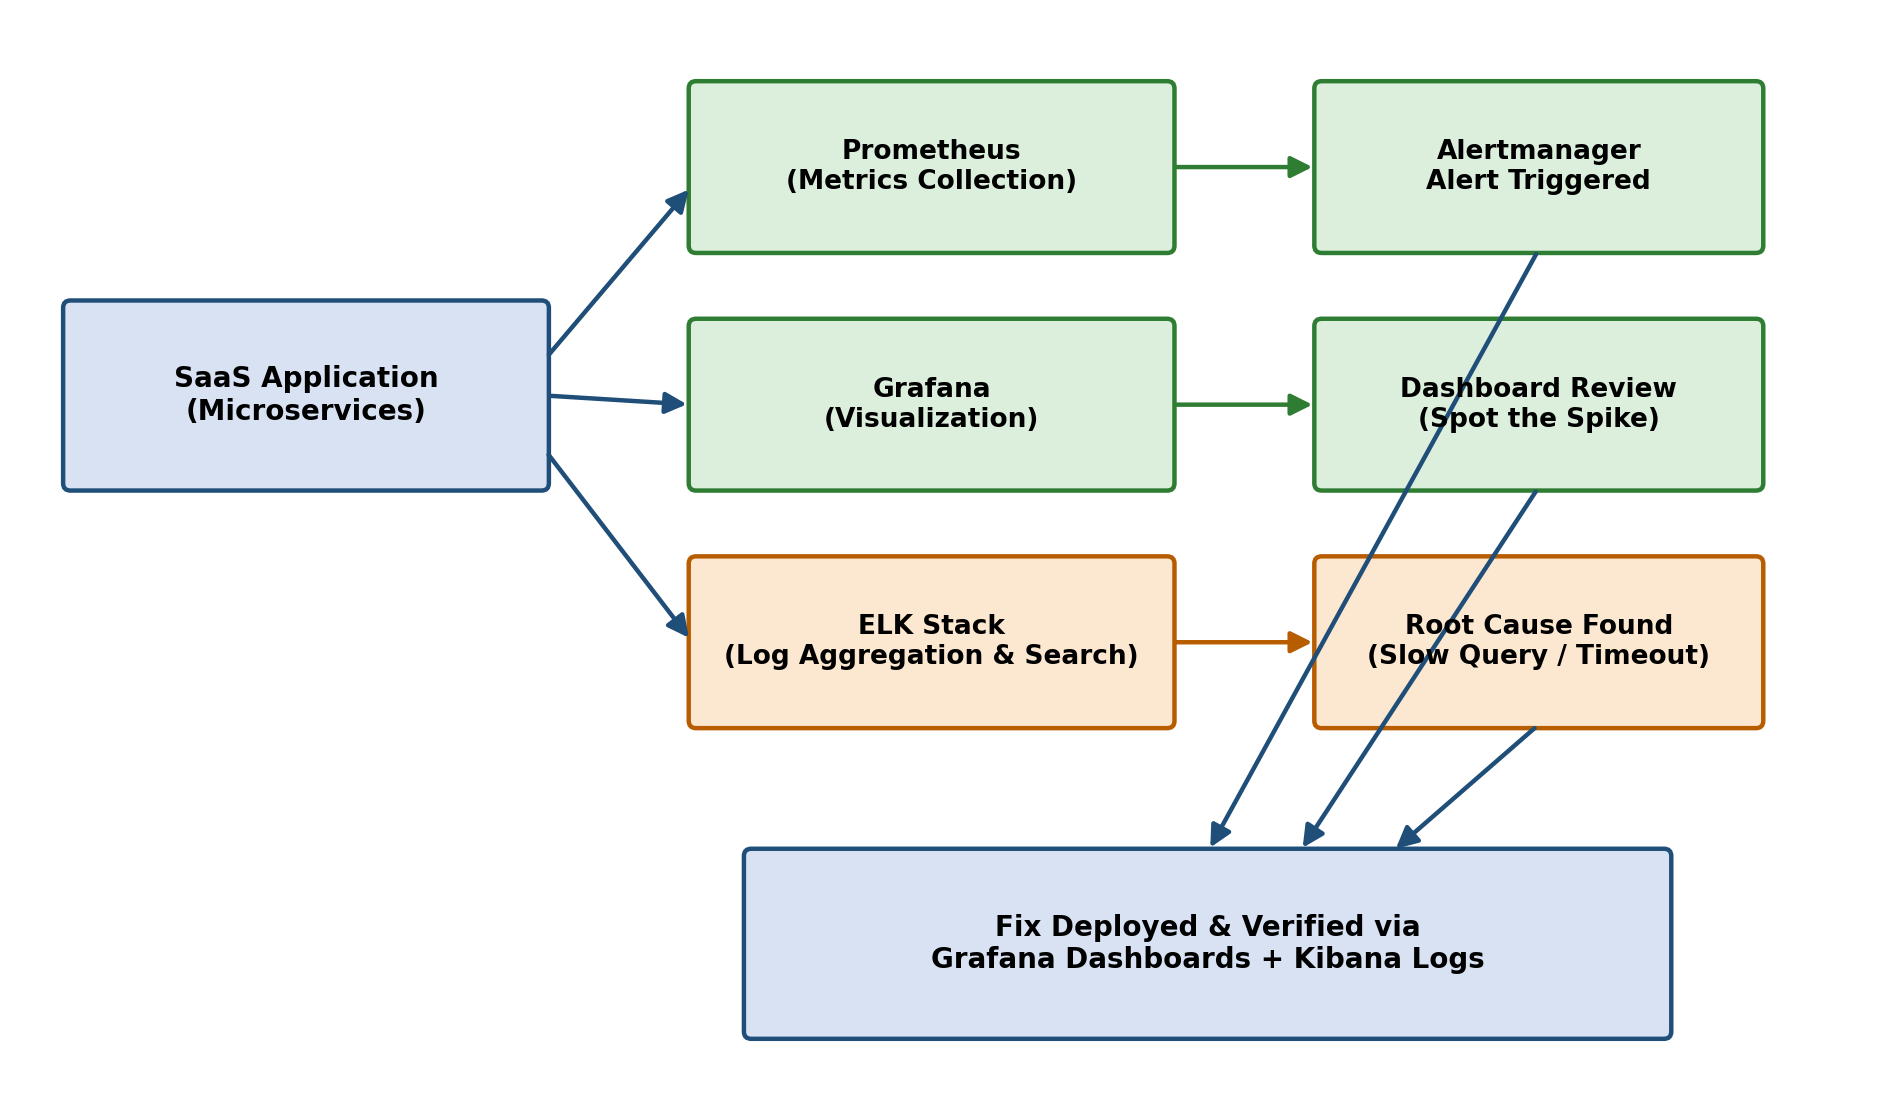 Prometheus
(Metrics Collection)
Alertmanager
Alert Triggered
SaaS Application
(Microservices)
Grafana
(Visualization)
Dashboard Review
(Spot the Spike)
ELK Stack
(Log Aggregation & Search)
Root Cause Found
(Slow Query / Timeout)
Fix Deployed & Verified via
Grafana Dashboards + Kibana Logs